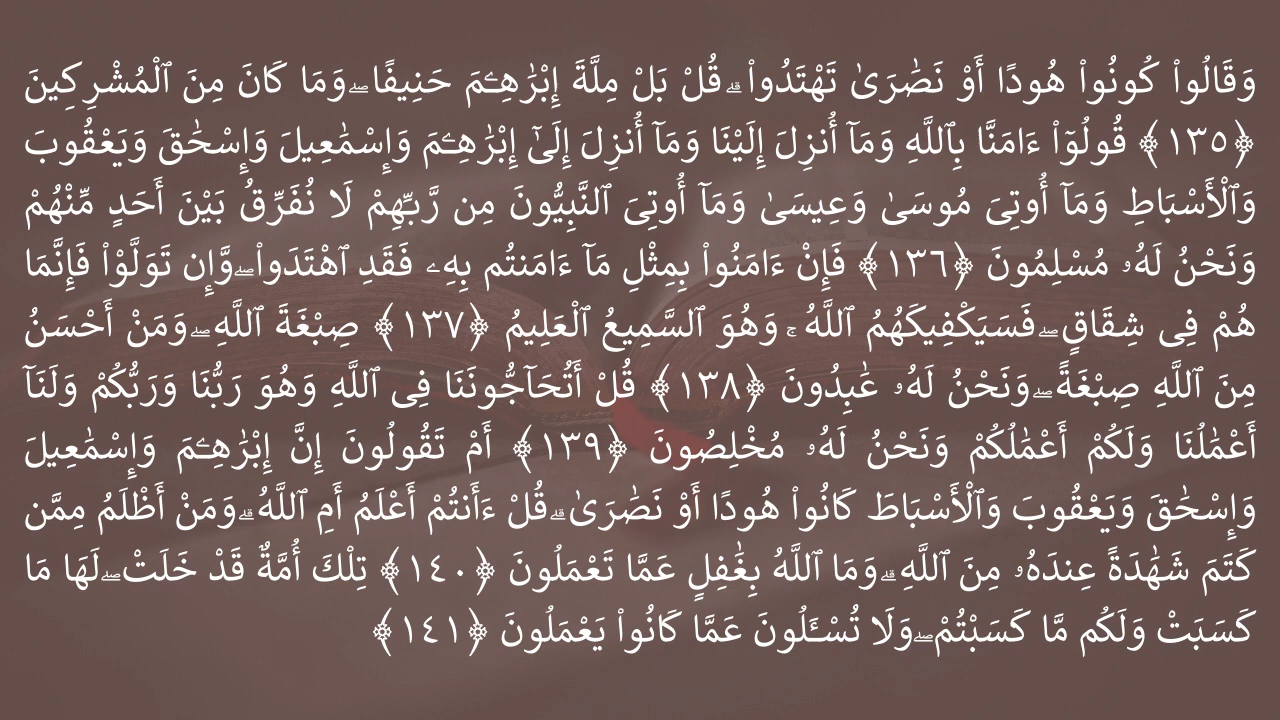 وَقَالُوا۟ كُونُوا۟ هُودًا أَوْ نَصَٰرَىٰ تَهْتَدُوا۟ ۗ قُلْ بَلْ مِلَّةَ إِبْرَٰهِـۧمَ حَنِيفًا ۖ وَمَا كَانَ مِنَ ٱلْمُشْرِكِينَ
﴿١٣٥﴾ قُولُوٓا۟ ءَامَنَّا بِٱللَّهِ وَمَآ أُنزِلَ إِلَيْنَا وَمَآ أُنزِلَ إِلَىٰٓ إِبْرَٰهِـۧمَ وَإِسْمَٰعِيلَ وَإِسْحَٰقَ وَيَعْقُوبَ
وَٱلْأَسْبَاطِ وَمَآ أُوتِىَ مُوسَىٰ وَعِيسَىٰ وَمَآ أُوتِىَ ٱلنَّبِيُّونَ مِن رَّبِّهِمْ لَا نُفَرِّقُ بَيْنَ أَحَدٍ مِّنْهُمْ
وَنَحْنُ لَهُۥ مُسْلِمُونَ ﴿١٣٦﴾ فَإِنْ ءَامَنُوا۟ بِمِثْلِ مَآ ءَامَنتُم بِهِۦ فَقَدِ ٱهْتَدَوا۟ ۖ وَّإِن تَوَلَّوْا۟ فَإِنَّمَا
هُمْ فِى شِقَاقٍ ۖ فَسَيَكْفِيكَهُمُ ٱللَّهُ ۚ وَهُوَ ٱلسَّمِيعُ ٱلْعَلِيمُ ﴿١٣٧﴾ صِبْغَةَ ٱللَّهِ ۖ وَمَنْ أَحْسَنُ
مِنَ ٱللَّهِ صِبْغَةً ۖ وَنَحْنُ لَهُۥ عَٰبِدُونَ ﴿١٣٨﴾ قُلْ أَتُحَآجُّونَنَا فِى ٱللَّهِ وَهُوَ رَبُّنَا وَرَبُّكُمْ وَلَنَآ
أَعْمَٰلُنَا وَلَكُمْ أَعْمَٰلُكُمْ وَنَحْنُ لَهُۥ مُخْلِصُونَ ﴿١٣٩﴾ أَمْ تَقُولُونَ إِنَّ إِبْرَٰهِـۧمَ وَإِسْمَٰعِيلَ
وَإِسْحَٰقَ وَيَعْقُوبَ وَٱلْأَسْبَاطَ كَانُوا۟ هُودًا أَوْ نَصَٰرَىٰ ۗ قُلْ ءَأَنتُمْ أَعْلَمُ أَمِ ٱللَّهُ ۗ وَمَنْ أَظْلَمُ مِمَّن
كَتَمَ شَهَٰدَةً عِندَهُۥ مِنَ ٱللَّهِ ۗ وَمَا ٱللَّهُ بِغَٰفِلٍ عَمَّا تَعْمَلُونَ ﴿١٤٠﴾ تِلْكَ أُمَّةٌ قَدْ خَلَتْ ۖ لَهَا مَا
كَسَبَتْ وَلَكُم مَّا كَسَبْتُمْ ۖ وَلَا تُسْـَٔلُونَ عَمَّا كَانُوا۟ يَعْمَلُونَ ﴿١٤١﴾